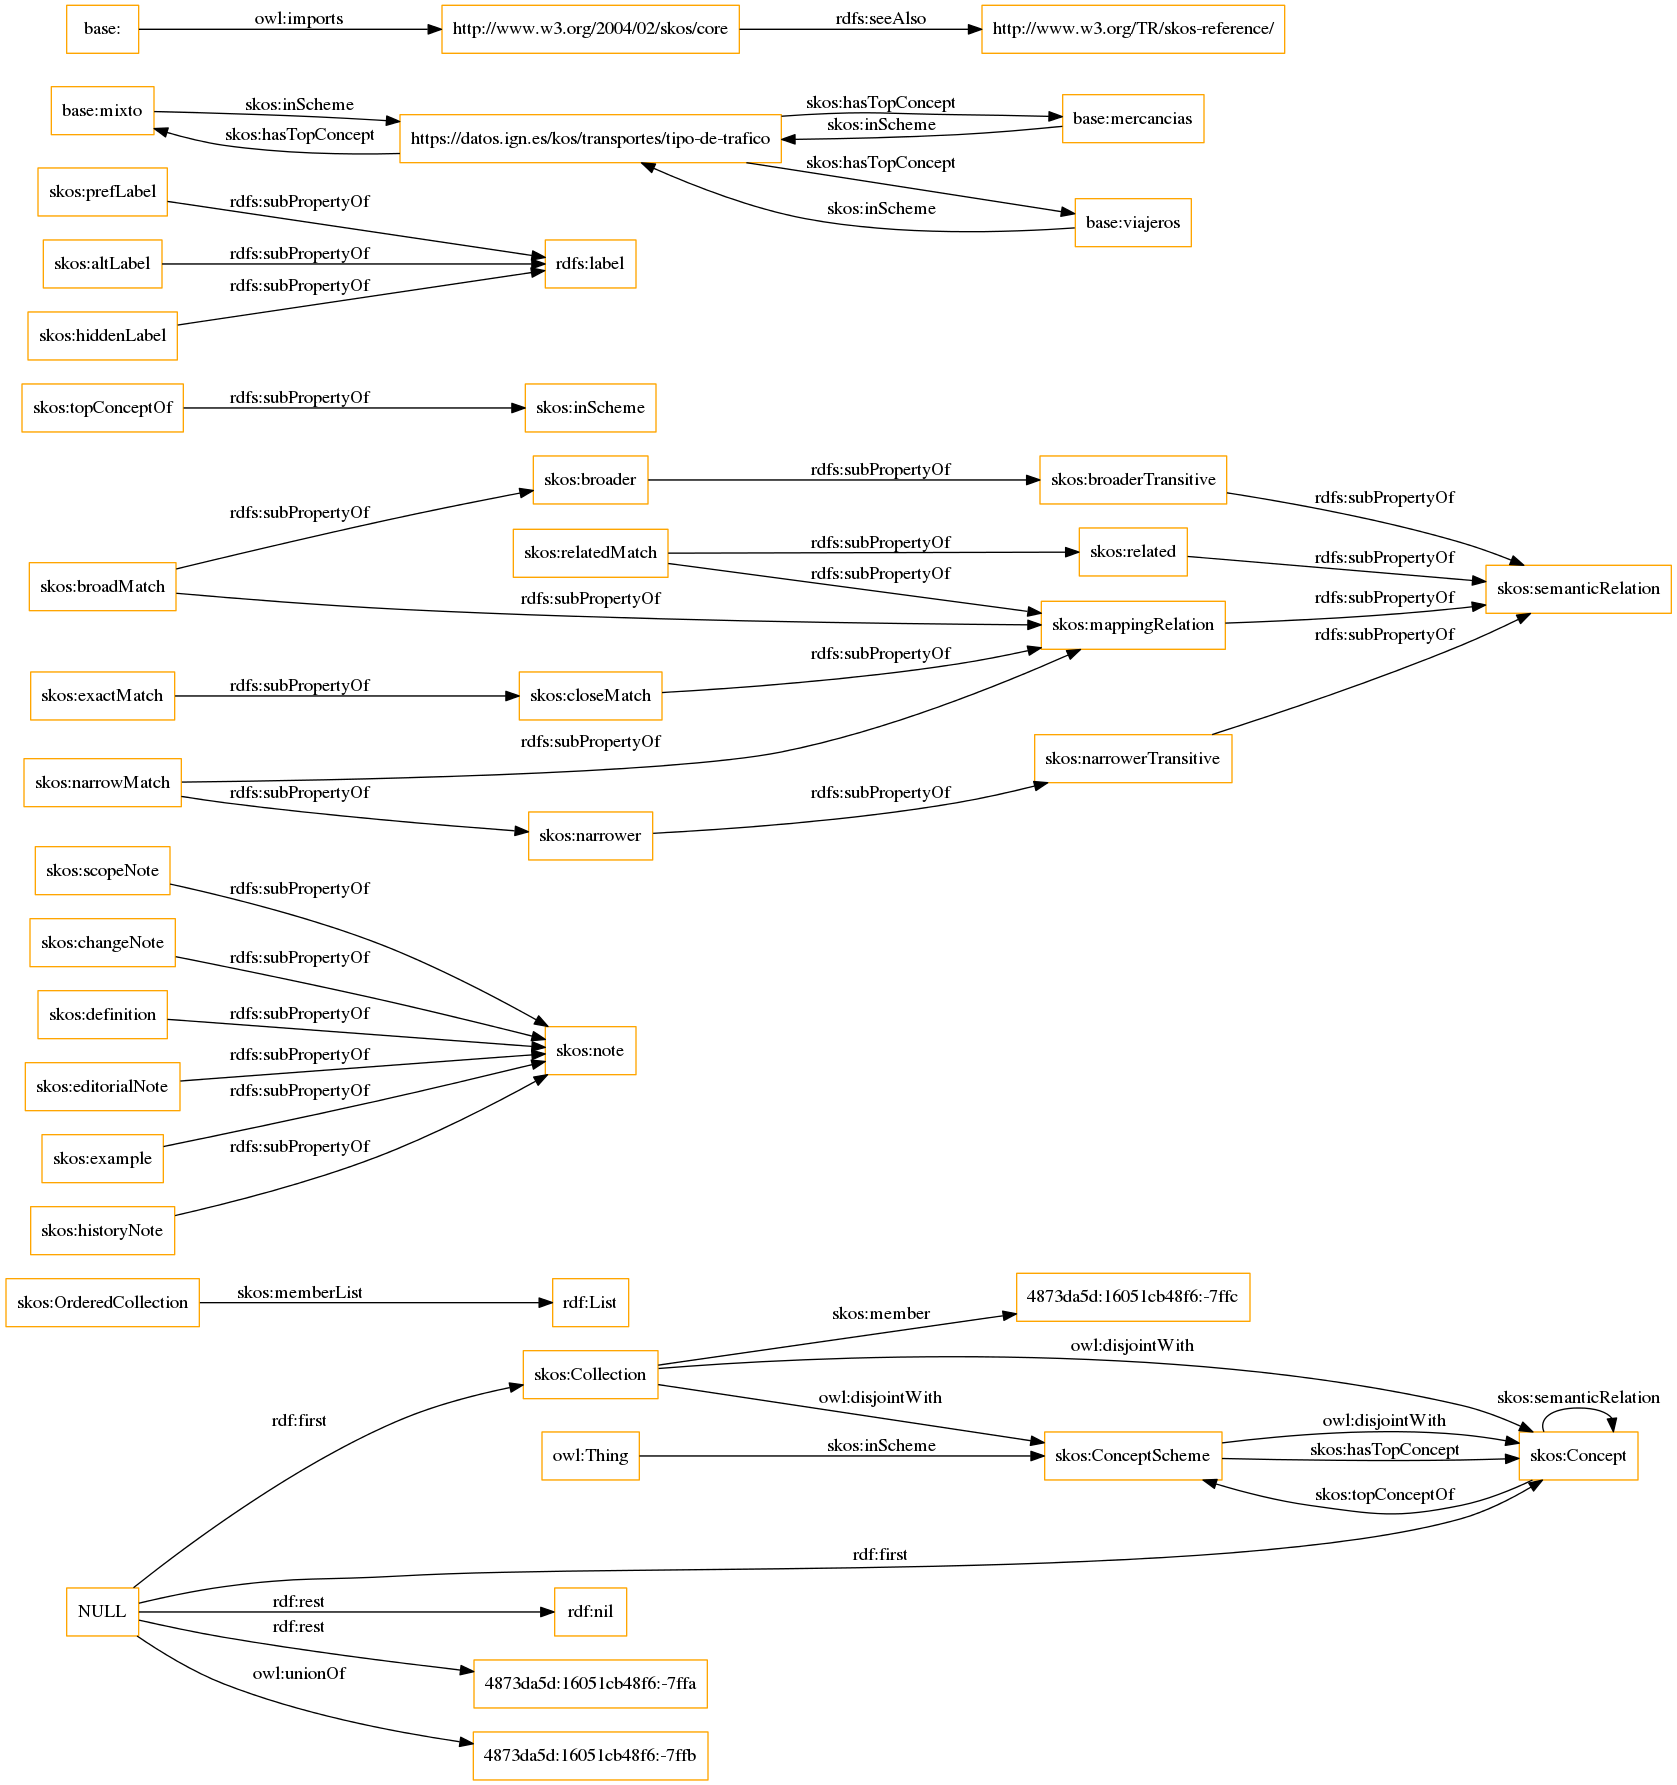 base:
owl:imports
http://www.w3.org/2004/02/skos/core
rdfs:seeAlso
http://www.w3.org/TR/skos-reference/
base:mixto
skos:inScheme
skos:hasTopConcept
https://datos.ign.es/kos/transportes/tipo-de-trafico
skos:hasTopConcept
skos:inScheme
base:mercancias
skos:hasTopConcept
skos:inScheme
base:viajeros
skos:prefLabel
rdfs:subPropertyOf
skos:altLabel
rdfs:subPropertyOf
rdfs:label
rdfs:subPropertyOf
skos:hiddenLabel
skos:topConceptOf
rdfs:subPropertyOf
skos:inScheme
skos:broader
rdfs:subPropertyOf
skos:broaderTransitive
rdfs:subPropertyOf
rdfs:subPropertyOf
skos:relatedMatch
rdfs:subPropertyOf
skos:related
rdfs:subPropertyOf
rdfs:subPropertyOf
skos:broadMatch
rdfs:subPropertyOf
skos:semanticRelation
rdfs:subPropertyOf
skos:mappingRelation
rdfs:subPropertyOf
rdfs:subPropertyOf
skos:exactMatch
rdfs:subPropertyOf
skos:closeMatch
rdfs:subPropertyOf
skos:narrowerTransitive
skos:narrowMatch
rdfs:subPropertyOf
rdfs:subPropertyOf
skos:narrower
skos:scopeNote
rdfs:subPropertyOf
skos:changeNote
rdfs:subPropertyOf
skos:definition
rdfs:subPropertyOf
skos:note
rdfs:subPropertyOf
skos:editorialNote
rdfs:subPropertyOf
skos:example
rdfs:subPropertyOf
skos:historyNote
skos:OrderedCollection
skos:memberList
rdf:List
4873da5d:16051cb48f6:-7ffc
skos:member
owl:disjointWith
skos:Collection
owl:disjointWith
skos:semanticRelation
rdf:first
owl:disjointWith
owl:Thing
skos:inScheme
skos:ConceptScheme
skos:hasTopConcept
skos:Concept
skos:topConceptOf
rdf:first
NULL
rdf:rest
rdf:nil
rdf:rest
owl:unionOf
4873da5d:16051cb48f6:-7ffa
4873da5d:16051cb48f6:-7ffb